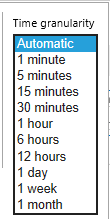 Time granularity
Automatic
1 minute
5 minutes
15 minutes
30 minutes
1 hour
6 hours
12 hours
1 day
1 week
1 month